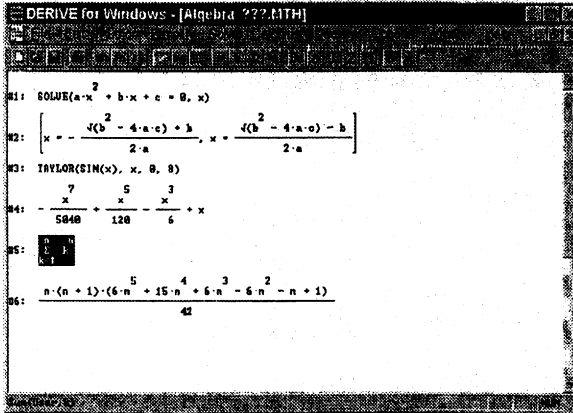 DERIVE for Windows - [Algebra ???.MTH]
#1: SOLVE(a·x^2 + b·x + c = 0, x)
#2: [x = - (√(b^2 - 4·a·c) + b) / (2·a), x = (√(b^2 - 4·a·c) - b) / (2·a)]
#3: TAYLOR(SIN(x), x, 0, 8)
#4: - x^7 / 5040 + x^5 / 120 - x^3 / 6 + x
#5:
#6: n·(n + 1)·(6·n^5 + 15·n^4 + 6·n^3 - 6·n^2 - n + 1) / 42